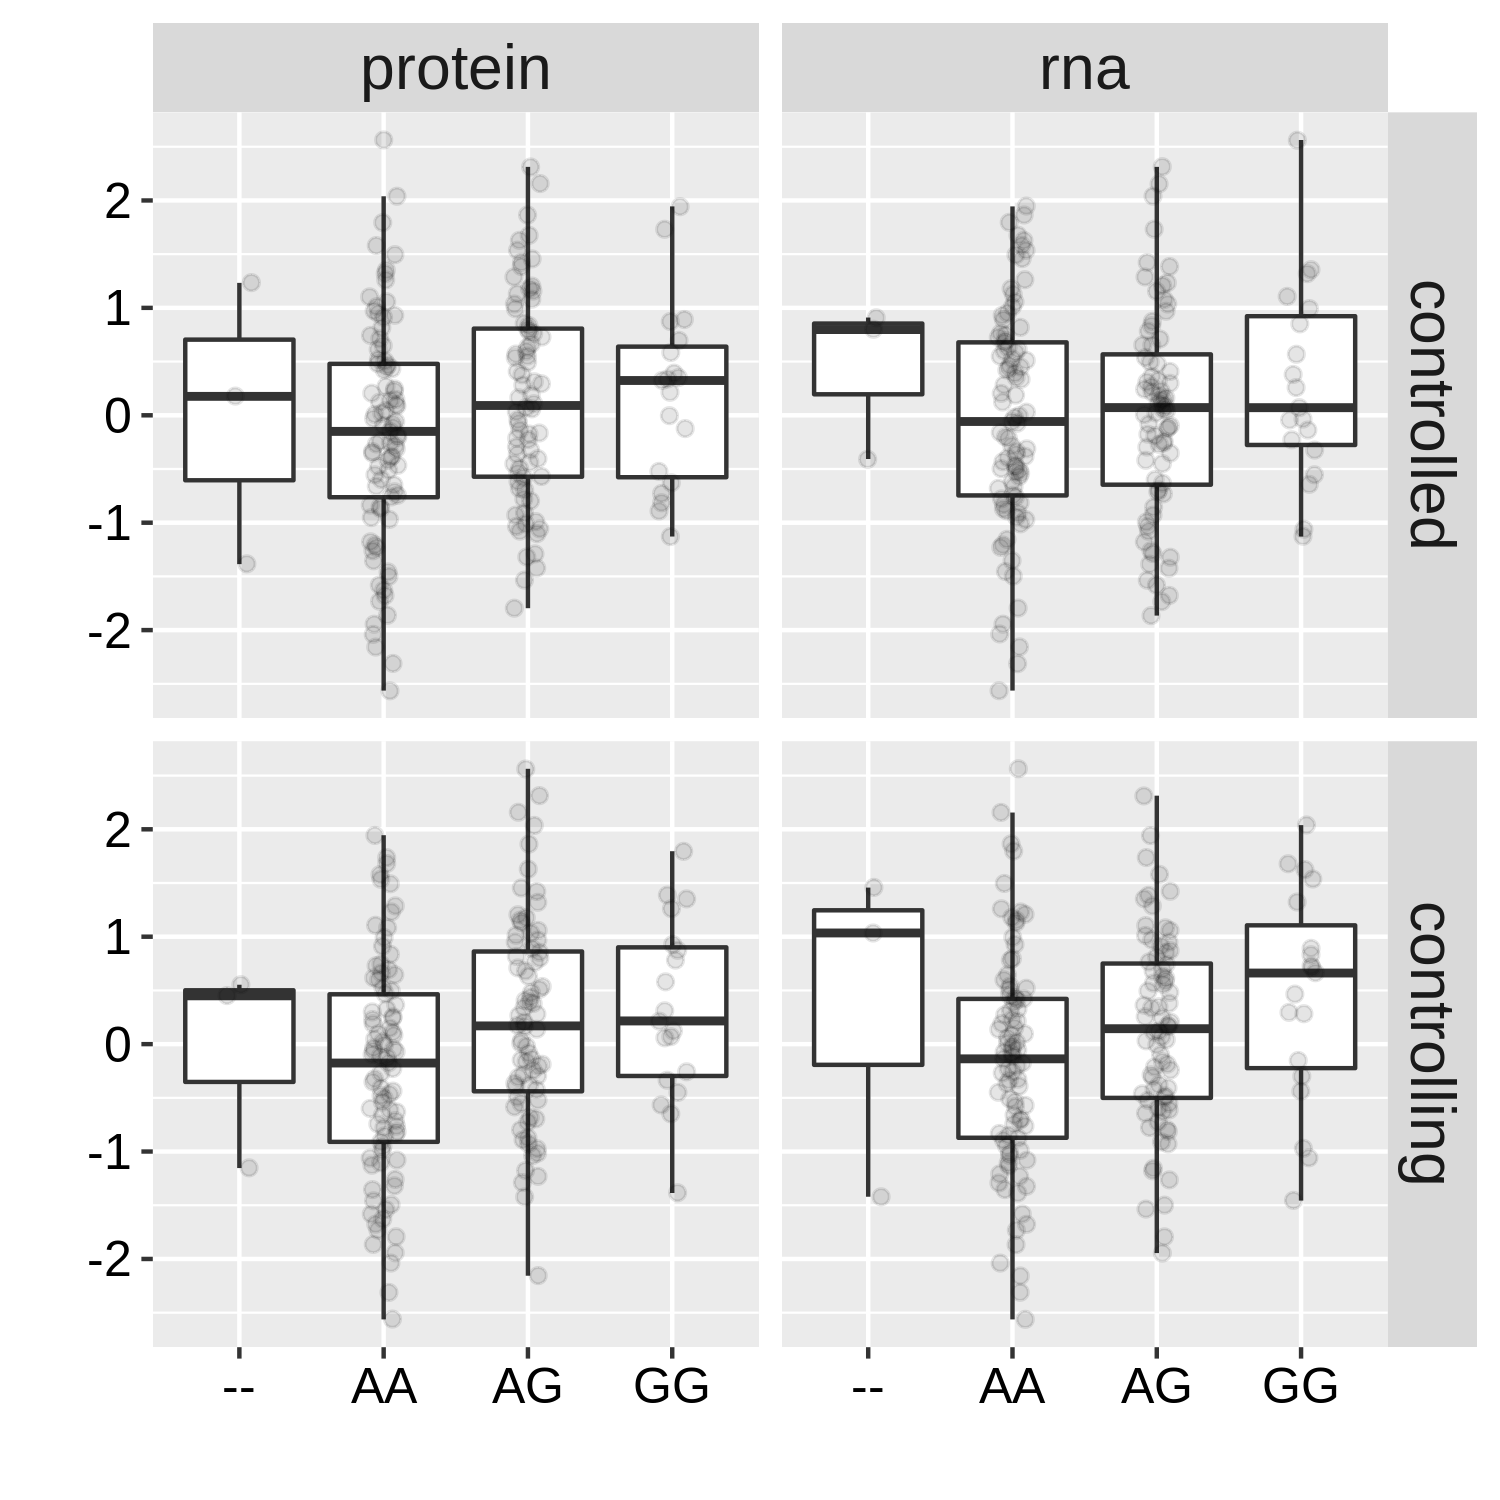 protein rna
2
1
0
-1
-2
controlled
2
1
0
-1
-2
controlling
-- AA AG GG -- AA AG GG